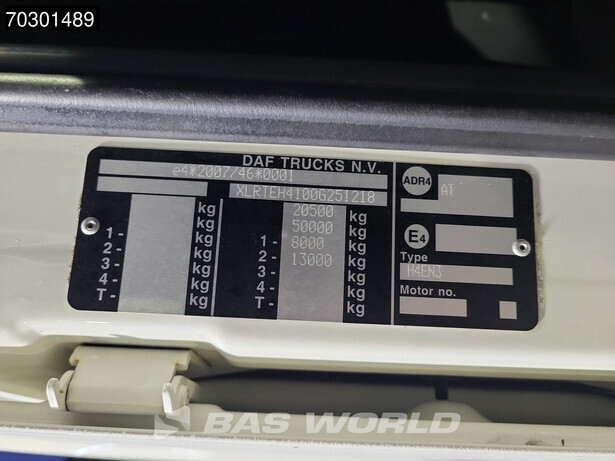 70301489
DAF TRUCKS N.V.
e4*2007/46*0001
XLRTEH4100G251218
kg 20500 kg
kg 50000 kg
1- kg 1- 8000 kg
2- kg 2- 13000 kg
3- kg 3- kg
4- kg 4- kg
T- kg T- kg
ADR4 AT
E4
Type
H4EN3
Motor no.
BAS WORLD